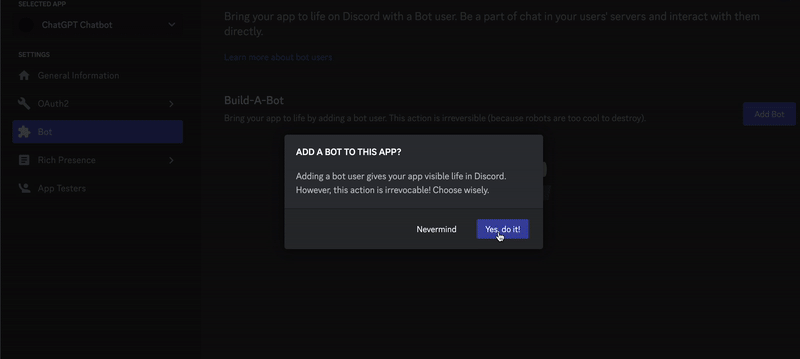 SELECTED APP
ChatGPT Chatbot
SETTINGS
General Information
OAuth2
Bot
Rich Presence
App Testers
Bring your app to life on Discord with a Bot user. Be a part of chat in your users' servers and interact with them
directly.
Learn more about bot users
Build-A-Bot
Bring your app to life by adding a bot user. This action is irreversible (because robots are too cool to destroy).
Add Bot
ADD A BOT TO THIS APP?
Adding a bot user gives your app visible life in Discord.
However, this action is irrevocable! Choose wisely.
Nevermind
Yes, do it!